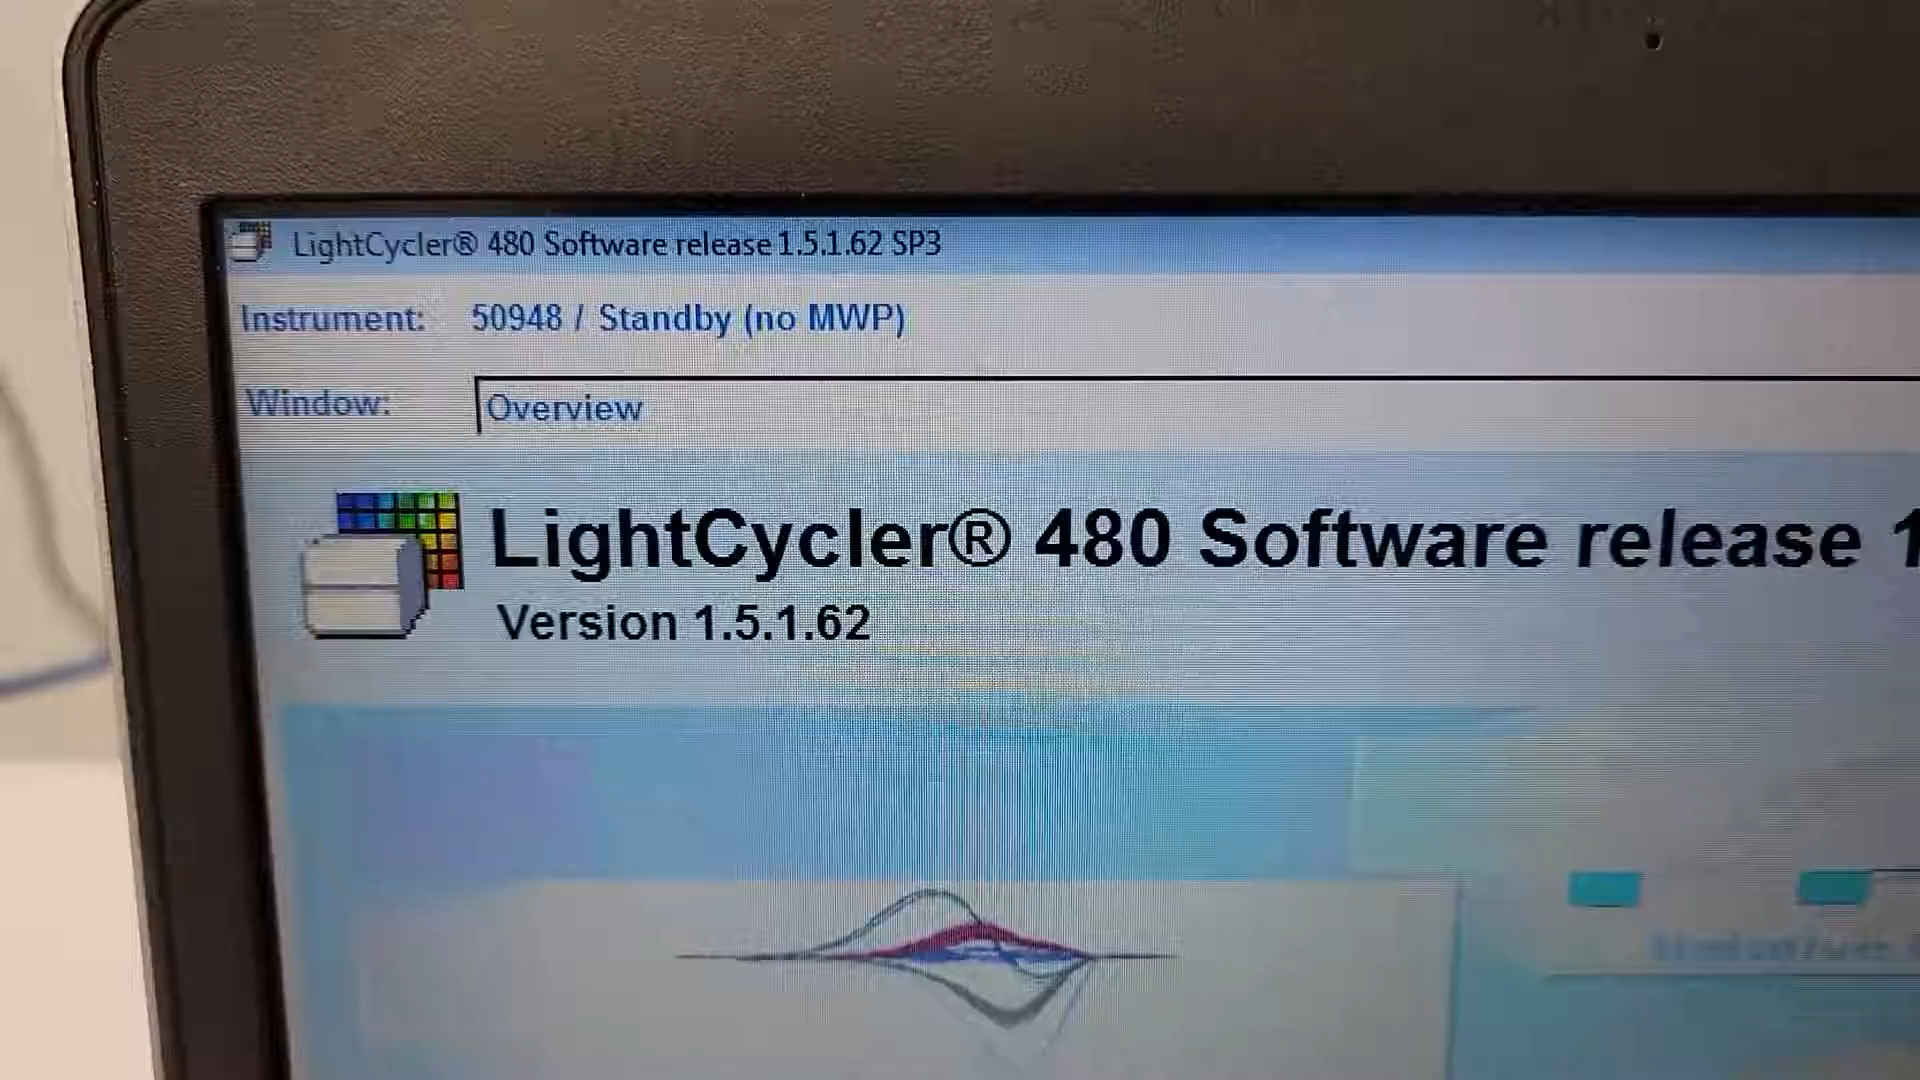 LightCycler® 480 Software release 1.5.1.62 SP3
Instrument: 50948 / Standby (no MWP)
Window: Overview
LightCycler® 480 Software release 1
Version 1.5.1.62